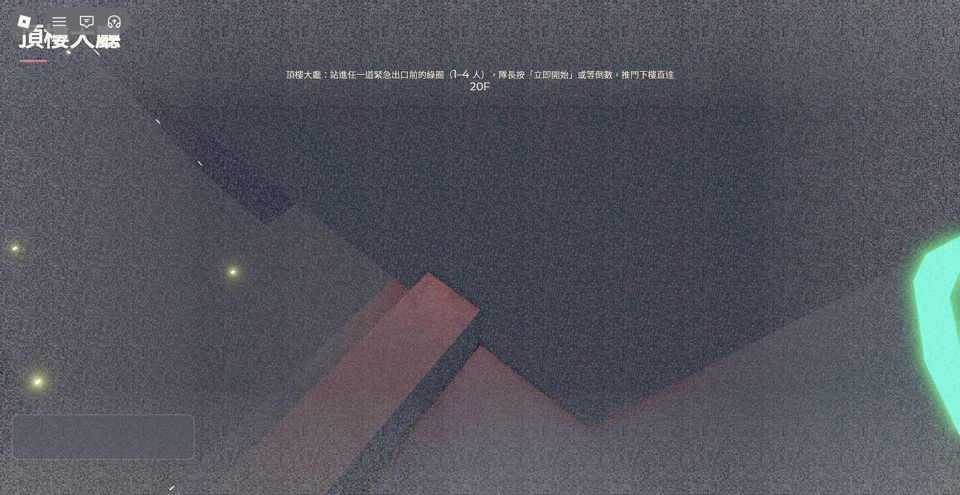 頂樓大廳
頂樓大廳：站進任一道緊急出口前的綠圈（1–4 人），隊長按「立即開始」或等倒數，推門下樓直達
20F